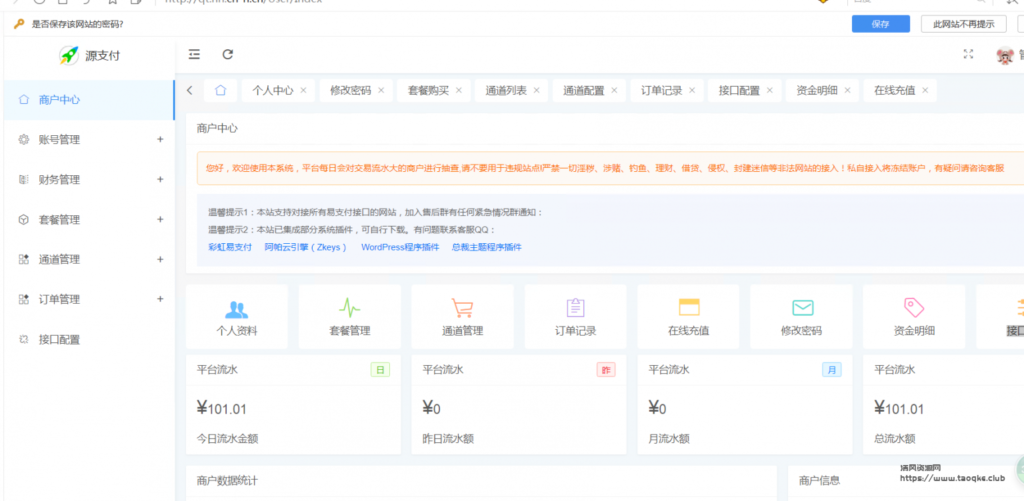 是否保存该网站的密码?
保存
此网站不再提示
源支付
商户中心
账号管理 +
财务管理 +
套餐管理 +
通道管理 +
订单管理 +
接口配置
个人中心 ×
修改密码 ×
套餐购买 ×
通道列表 ×
通道配置 ×
订单记录 ×
接口配置 ×
资金明细 ×
在线充值 ×
商户中心
您好，欢迎使用本系统，平台每日会对交易流水大的商户进行抽查,请不要用于违规站点!严禁一切淫秽、涉赌、钓鱼、理财、借贷、侵权、封建迷信等非法网站的接入！私自接入将冻结账户，有疑问请咨询客服
温馨提示1：本站支持对接所有易支付接口的网站，加入售后群有任何紧急情况群通知：
温馨提示2：本站已集成部分系统插件，可自行下载。有问题联系客服QQ：
彩虹易支付 阿帕云引擎（Zkeys） WordPress程序插件 总裁主题程序插件
个人资料
套餐管理
通道管理
订单记录
在线充值
修改密码
资金明细
平台流水 日
¥101.01
今日流水金额
平台流水 昨
¥0
昨日流水额
平台流水 月
¥0
月流水额
平台流水
¥101.01
总流水额
商户数据统计
商户信息
https://www.taoqks.club